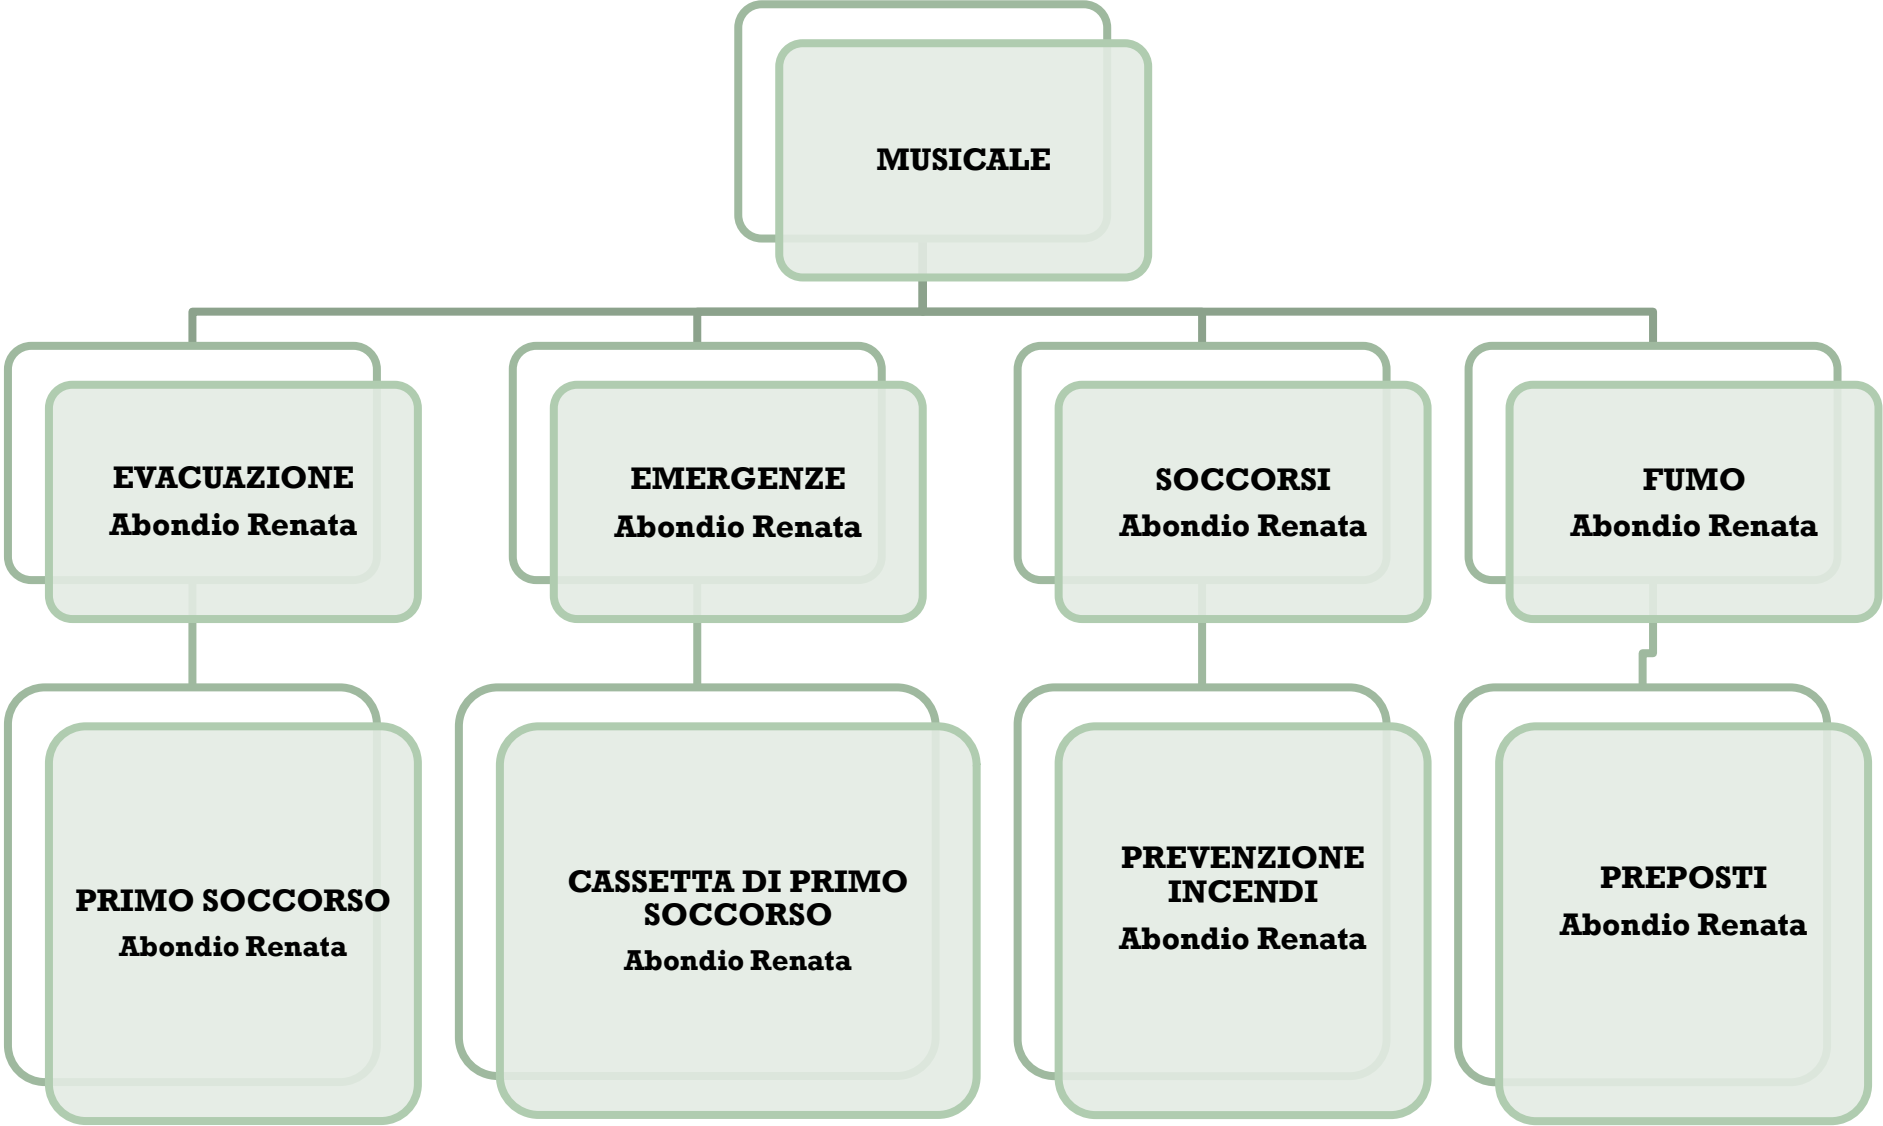 MUSICALE
EVACUAZIONE
Abondio Renata
EMERGENZE
Abondio Renata
SOCCORSI
Abondio Renata
FUMO
Abondio Renata
PRIMO SOCCORSO
Abondio Renata
CASSETTA DI PRIMO
SOCCORSO
Abondio Renata
PREVENZIONE
INCENDI
Abondio Renata
PREPOSTI
Abondio Renata